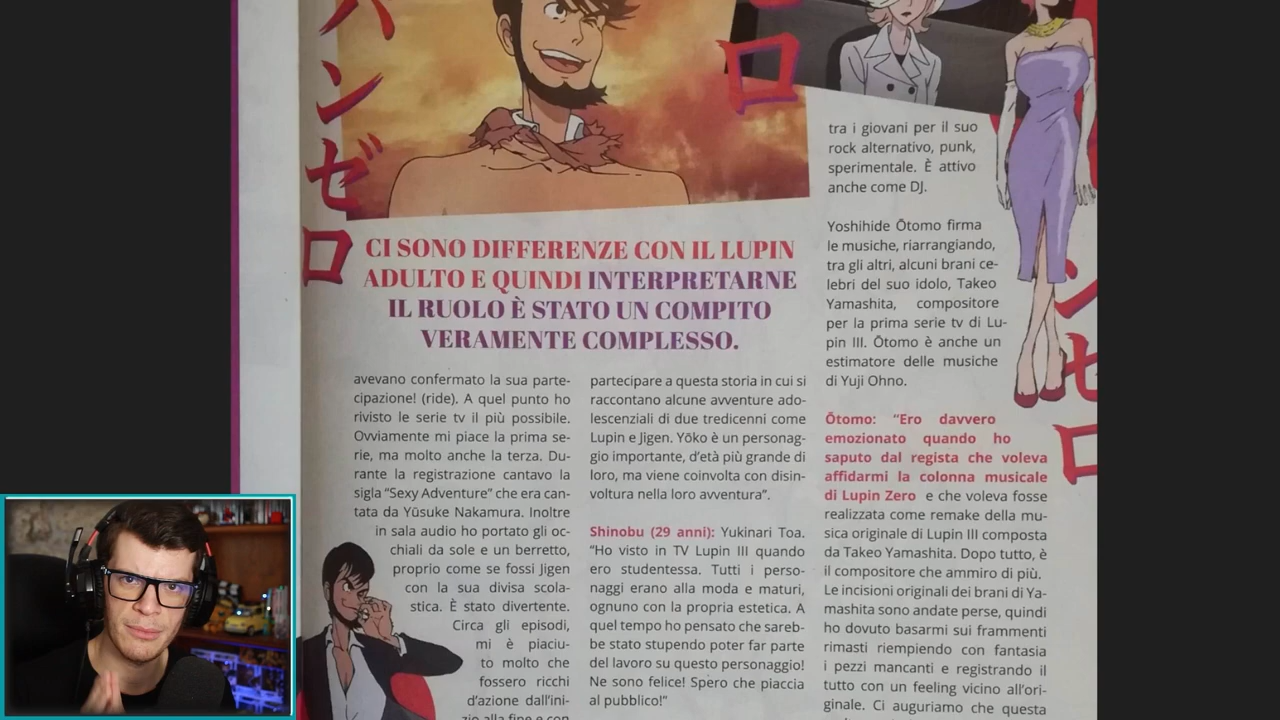 CI SONO DIFFERENZE CON IL LUPIN
ADULTO E QUINDI INTERPRETARNE
IL RUOLO È STATO UN COMPITO
VERAMENTE COMPLESSO.
avevano confermato la sua parte-
cipazione! (ride). A quel punto ho
rivisto le serie tv il più possibile.
Ovviamente mi piace la prima se-
rie, ma molto anche la terza. Du-
rante la registrazione cantavo la
sigla “Sexy Adventure” che era can-
tata da Yūsuke Nakamura. Inoltre
in sala audio ho portato gli oc-
chiali da sole e un berretto,
proprio come se fossi Jigen
con la sua divisa scola-
stica. È stato divertente.
Circa gli episodi,
mi è piaciu-
to molto che
fossero ricchi
d’azione dall’ini-
zio alla fine e con
partecipare a questa storia in cui si
raccontano alcune avventure ado-
lescenziali di due tredicenni come
Lupin e Jigen. Yōko è un personag-
gio importante, d’età più grande di
loro, ma viene coinvolta con disin-
voltura nella loro avventura”.
Shinobu (29 anni): Yukinari Toa.
“Ho visto in TV Lupin III quando
ero studentessa. Tutti i perso-
naggi erano alla moda e maturi,
ognuno con la propria estetica. A
quel tempo ho pensato che sareb-
be stato stupendo poter far parte
del lavoro su questo personaggio!
Ne sono felice! Spero che piaccia
al pubblico!”
tra i giovani per il suo
rock alternativo, punk,
sperimentale. È attivo
anche come DJ.
Yoshihide Ōtomo firma
le musiche, riarrangiando,
tra gli altri, alcuni brani ce-
lebri del suo idolo, Takeo
Yamashita, compositore
per la prima serie tv di Lu-
pin III. Ōtomo è anche un
estimatore delle musiche
di Yuji Ohno.
Ōtomo: “Ero davvero
emozionato quando ho
saputo dal regista che voleva
affidarmi la colonna musicale
di Lupin Zero e che voleva fosse
realizzata come remake della mu-
sica originale di Lupin III composta
da Takeo Yamashita. Dopo tutto, è
il compositore che ammiro di più.
Le incisioni originali dei brani di Ya-
mashita sono andate perse, quindi
ho dovuto basarmi sui frammenti
rimasti riempiendo con fantasia
i pezzi mancanti e registrando il
tutto con un feeling vicino all’ori-
ginale. Ci auguriamo che questa
パンゼロ
ロ
ンゼロ